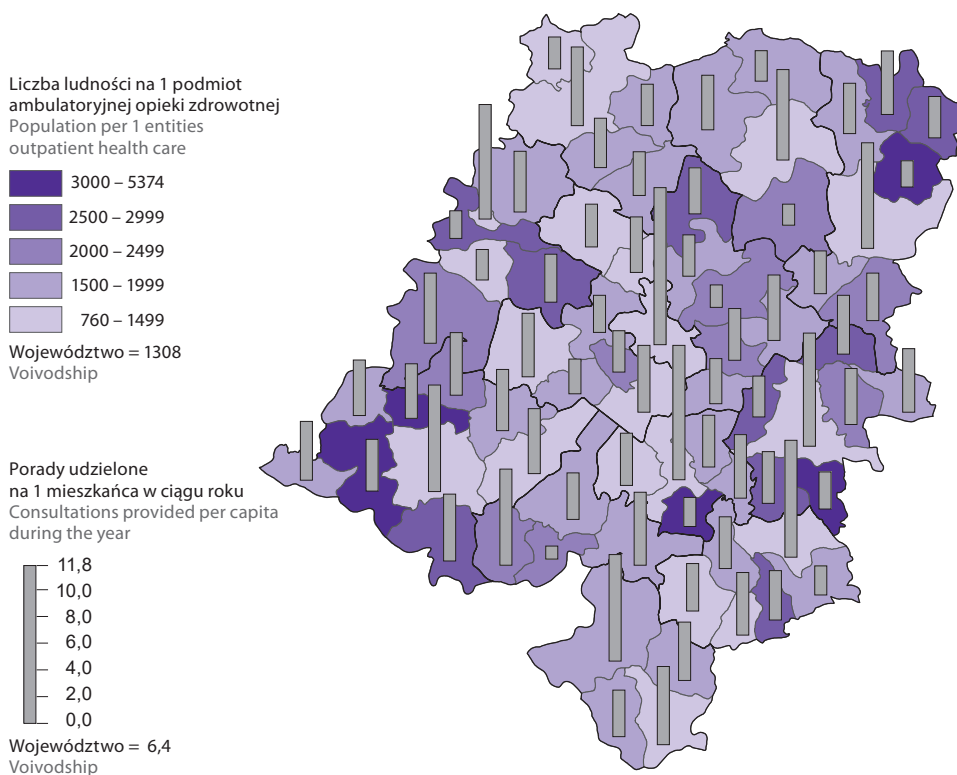 Liczba ludności na 1 podmiot
ambulatoryjnej opieki zdrowotnej
Population per 1 entities
outpatient health care
3000 – 5374
2500 – 2999
2000 – 2499
1500 – 1999
760 – 1499
Województwo = 1308
Voivodship
Porady udzielone
na 1 mieszkańca w ciągu roku
Consultations provided per capita
during the year
11,8
10,0
8,0
6,0
4,0
2,0
0,0
Województwo = 6,4
Voivodship